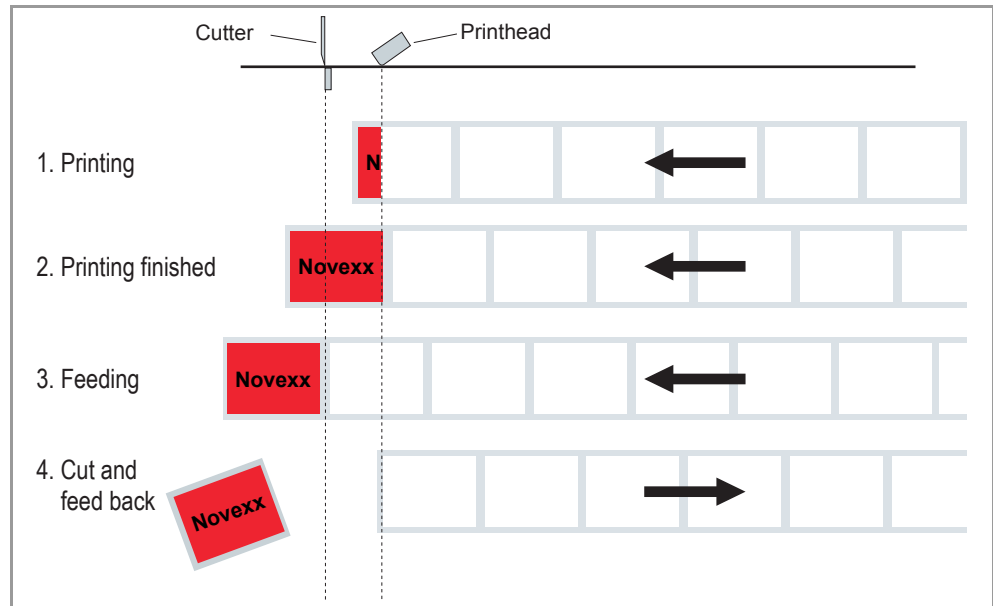 Cutter
Printhead
1. Printing
N
2. Printing finished
Novexx
3. Feeding
Novexx
4. Cut and
feed back
Novexx